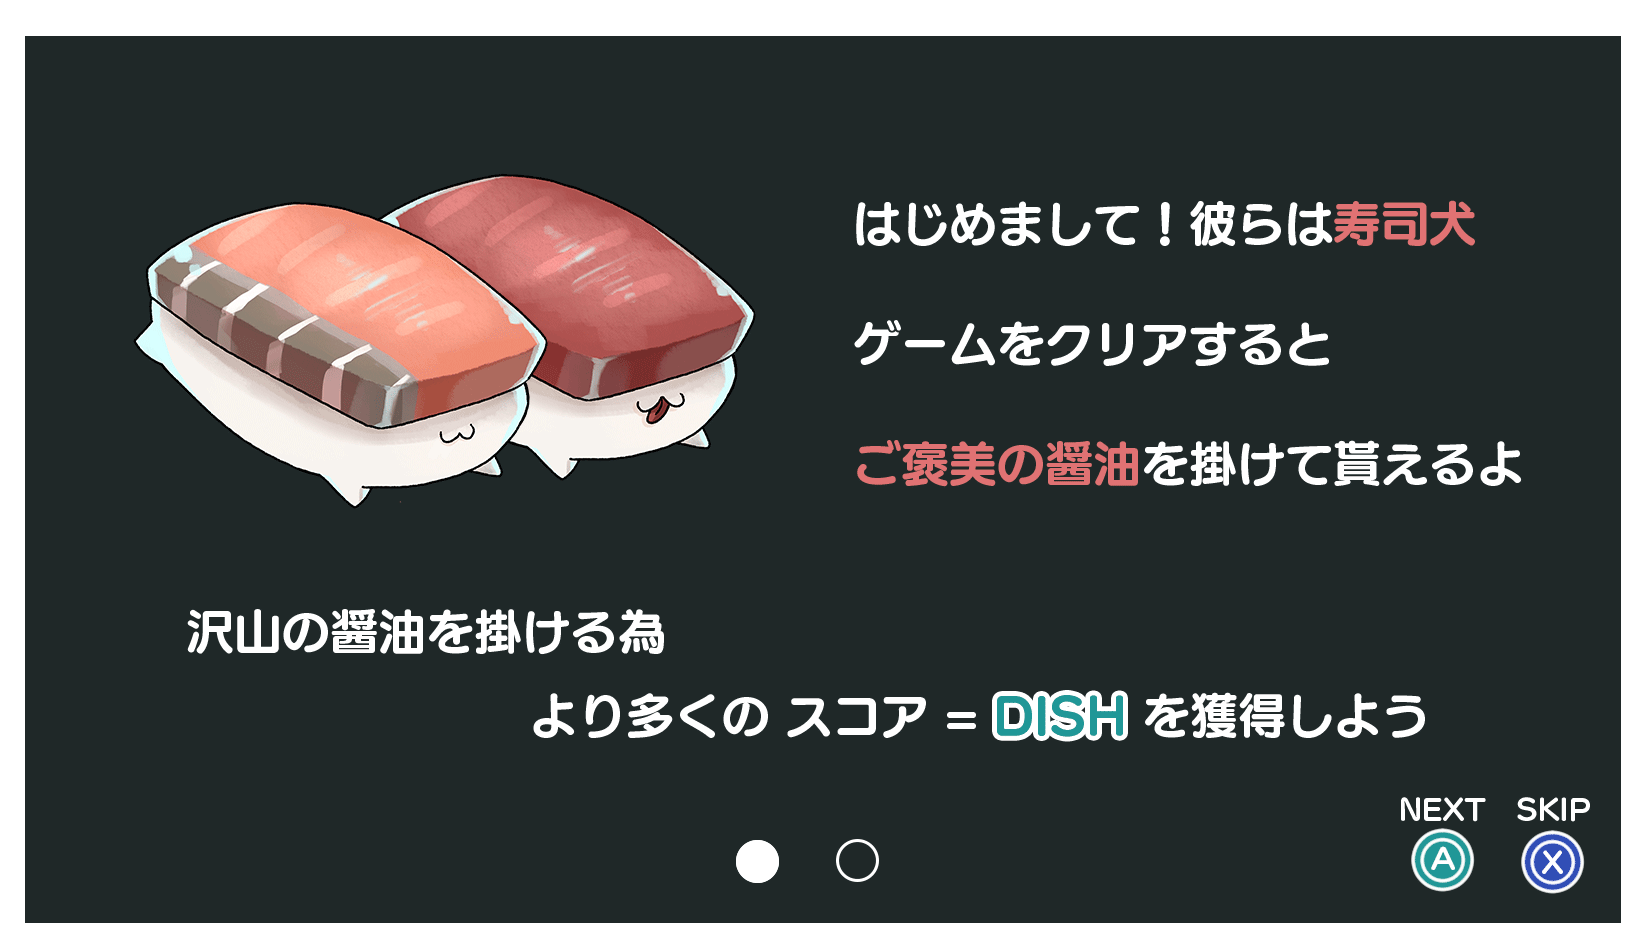 はじめまして！彼らは寿司犬
ゲームをクリアすると
ご褒美の醤油を掛けて貰えるよ
沢山の醤油を掛ける為
より多くの スコア = DISH を獲得しよう
NEXT SKIP
A X